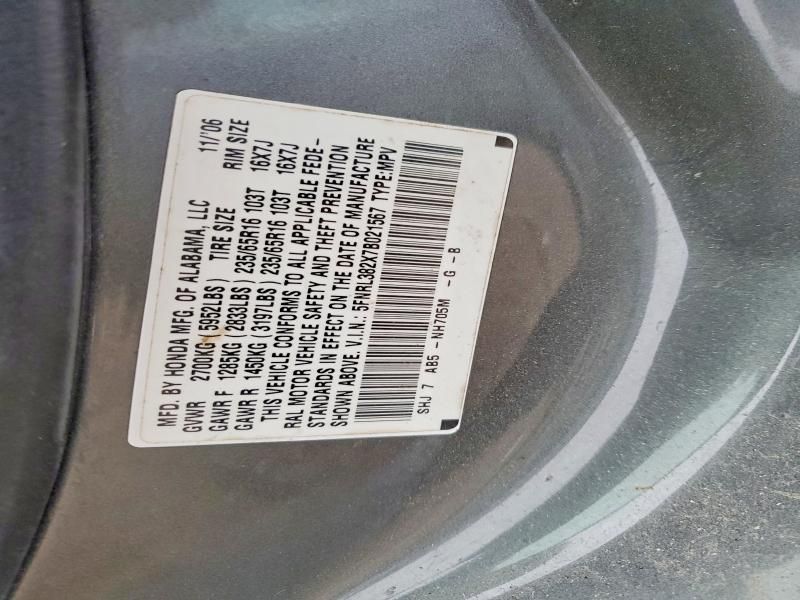 MFD. BY HONDA MFG. OF ALABAMA, LLC 11/'06
GVWR 2700KG (5952LBS) TIRE SIZE RIM SIZE
GAWR F 1285KG (2833LBS) 235/65R16 103T 16X7J
GAWR R 1450KG (3197LBS) 235/65R16 103T 16X7J
THIS VEHICLE CONFORMS TO ALL APPLICABLE FEDE-
RAL MOTOR VEHICLE SAFETY AND THEFT PREVENTION
STANDARDS IN EFFECT ON THE DATE OF MANUFACTURE
SHOWN ABOVE. V.I.N.: 5FNRL382X7B021567 TYPE:MPV
SHJ 7 AB5 - NH705M - G - B